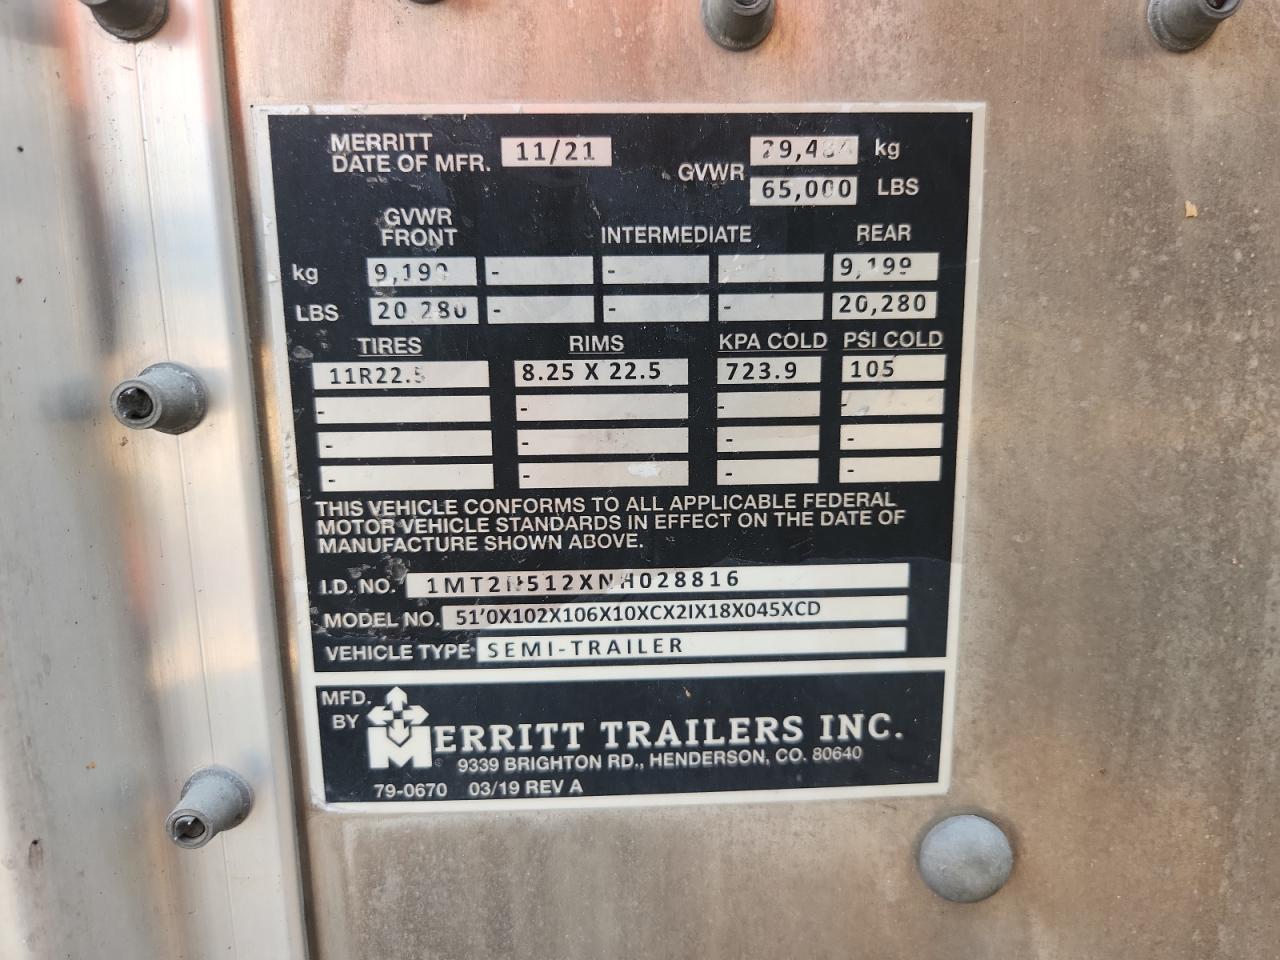 MERRITT
DATE OF MFR. 11/21
GVWR
kg
65,000 LBS
GVWR
FRONT INTERMEDIATE REAR
kg 9,199 - - 9,199
LBS 20 280 - - - 20,280
TIRES RIMS KPA COLD PSI COLD
11R22.5 8.25 X 22.5 723.9 105
- - - -
- - - -
- - - -
THIS VEHICLE CONFORMS TO ALL APPLICABLE FEDERAL
MOTOR VEHICLE STANDARDS IN EFFECT ON THE DATE OF
MANUFACTURE SHOWN ABOVE.
I.D. NO.
MODEL NO. 51'0X102X106X10XCX2IX18X045XCD
VEHICLE TYPE SEMI-TRAILER
MFD.
BY MERRITT TRAILERS INC.
9339 BRIGHTON RD., HENDERSON, CO. 80640
79-0670 03/19 REV A